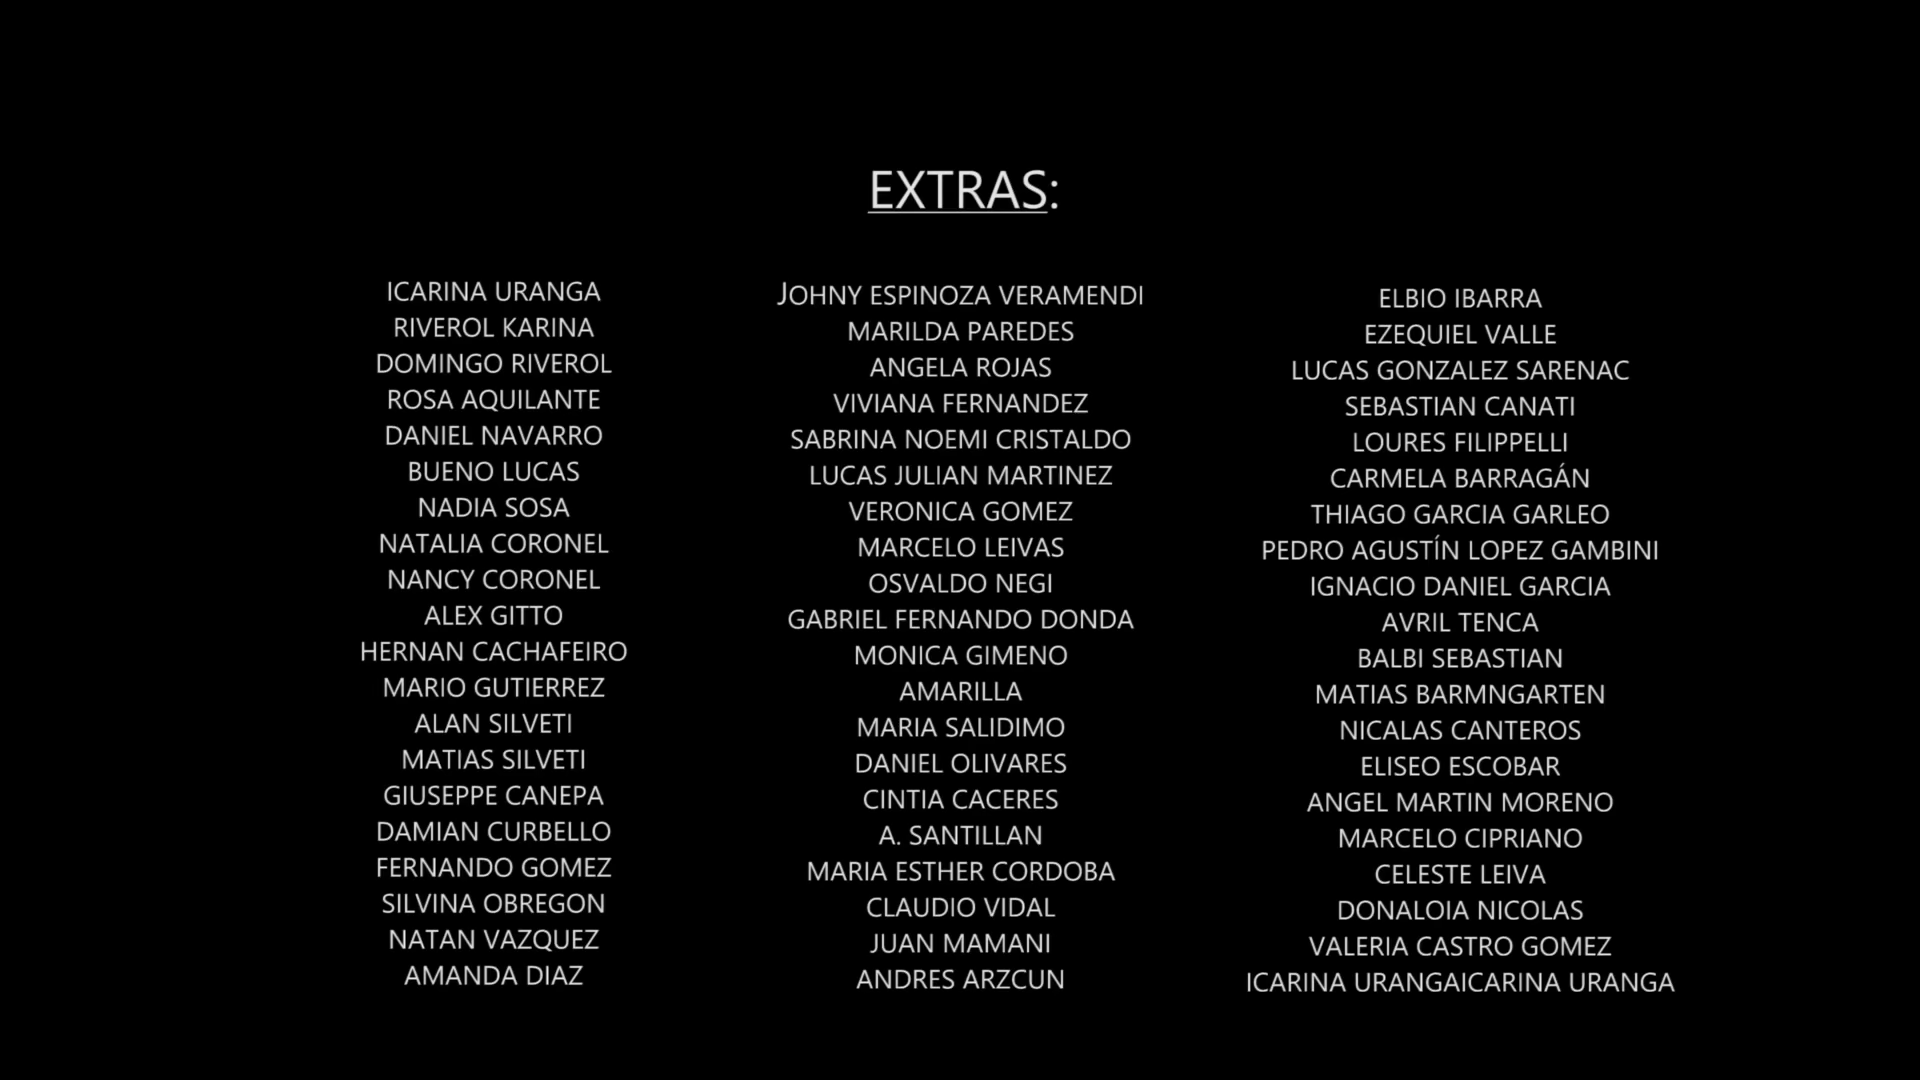 EXTRAS:
ICARINA URANGA
RIVEROL KARINA
DOMINGO RIVEROL
ROSA AQUILANTE
DANIEL NAVARRO
BUENO LUCAS
NADIA SOSA
NATALIA CORONEL
NANCY CORONEL
ALEX GITTO
HERNAN CACHAFEIRO
MARIO GUTIERREZ
ALAN SILVETI
MATIAS SILVETI
GIUSEPPE CANEPA
DAMIAN CURBELLO
FERNANDO GOMEZ
SILVINA OBREGON
NATAN VAZQUEZ
AMANDA DIAZ
JOHNY ESPINOZA VERAMENDI
MARILDA PAREDES
ANGELA ROJAS
VIVIANA FERNANDEZ
SABRINA NOEMI CRISTALDO
LUCAS JULIAN MARTINEZ
VERONICA GOMEZ
MARCELO LEIVAS
OSVALDO NEGI
GABRIEL FERNANDO DONDA
MONICA GIMENO
AMARILLA
MARIA SALIDIMO
DANIEL OLIVARES
CINTIA CACERES
A. SANTILLAN
MARIA ESTHER CORDOBA
CLAUDIO VIDAL
JUAN MAMANI
ANDRES ARZCUN
ELBIO IBARRA
EZEQUIEL VALLE
LUCAS GONZALEZ SARENAC
SEBASTIAN CANATI
LOURES FILIPPELLI
CARMELA BARRAGÁN
THIAGO GARCIA GARLEO
PEDRO AGUSTÍN LOPEZ GAMBINI
IGNACIO DANIEL GARCIA
AVRIL TENCA
BALBI SEBASTIAN
MATIAS BARMNGARTEN
NICALAS CANTEROS
ELISEO ESCOBAR
ANGEL MARTIN MORENO
MARCELO CIPRIANO
CELESTE LEIVA
DONALOIA NICOLAS
VALERIA CASTRO GOMEZ
ICARINA URANGAICARINA URANGA